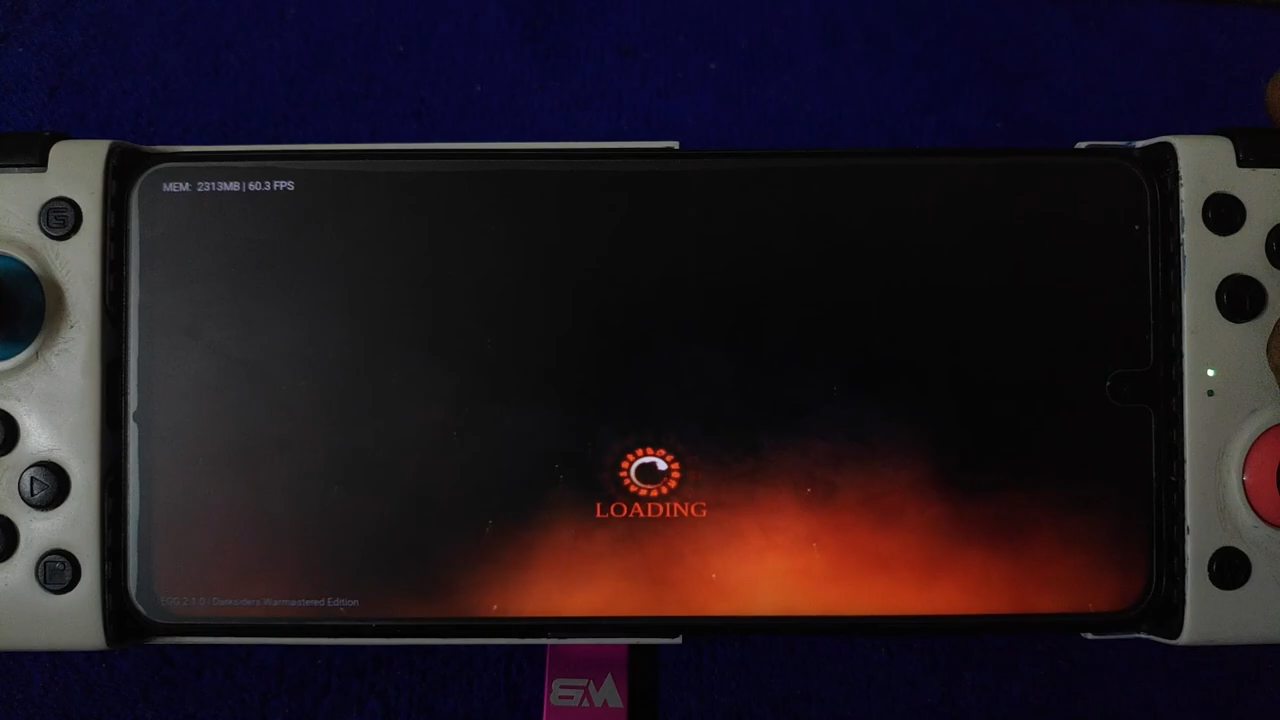 MEM: 2313MB | 60.3 FPS
LOADING
EGG 2.1.0 - Darksiders Warmastered Edition